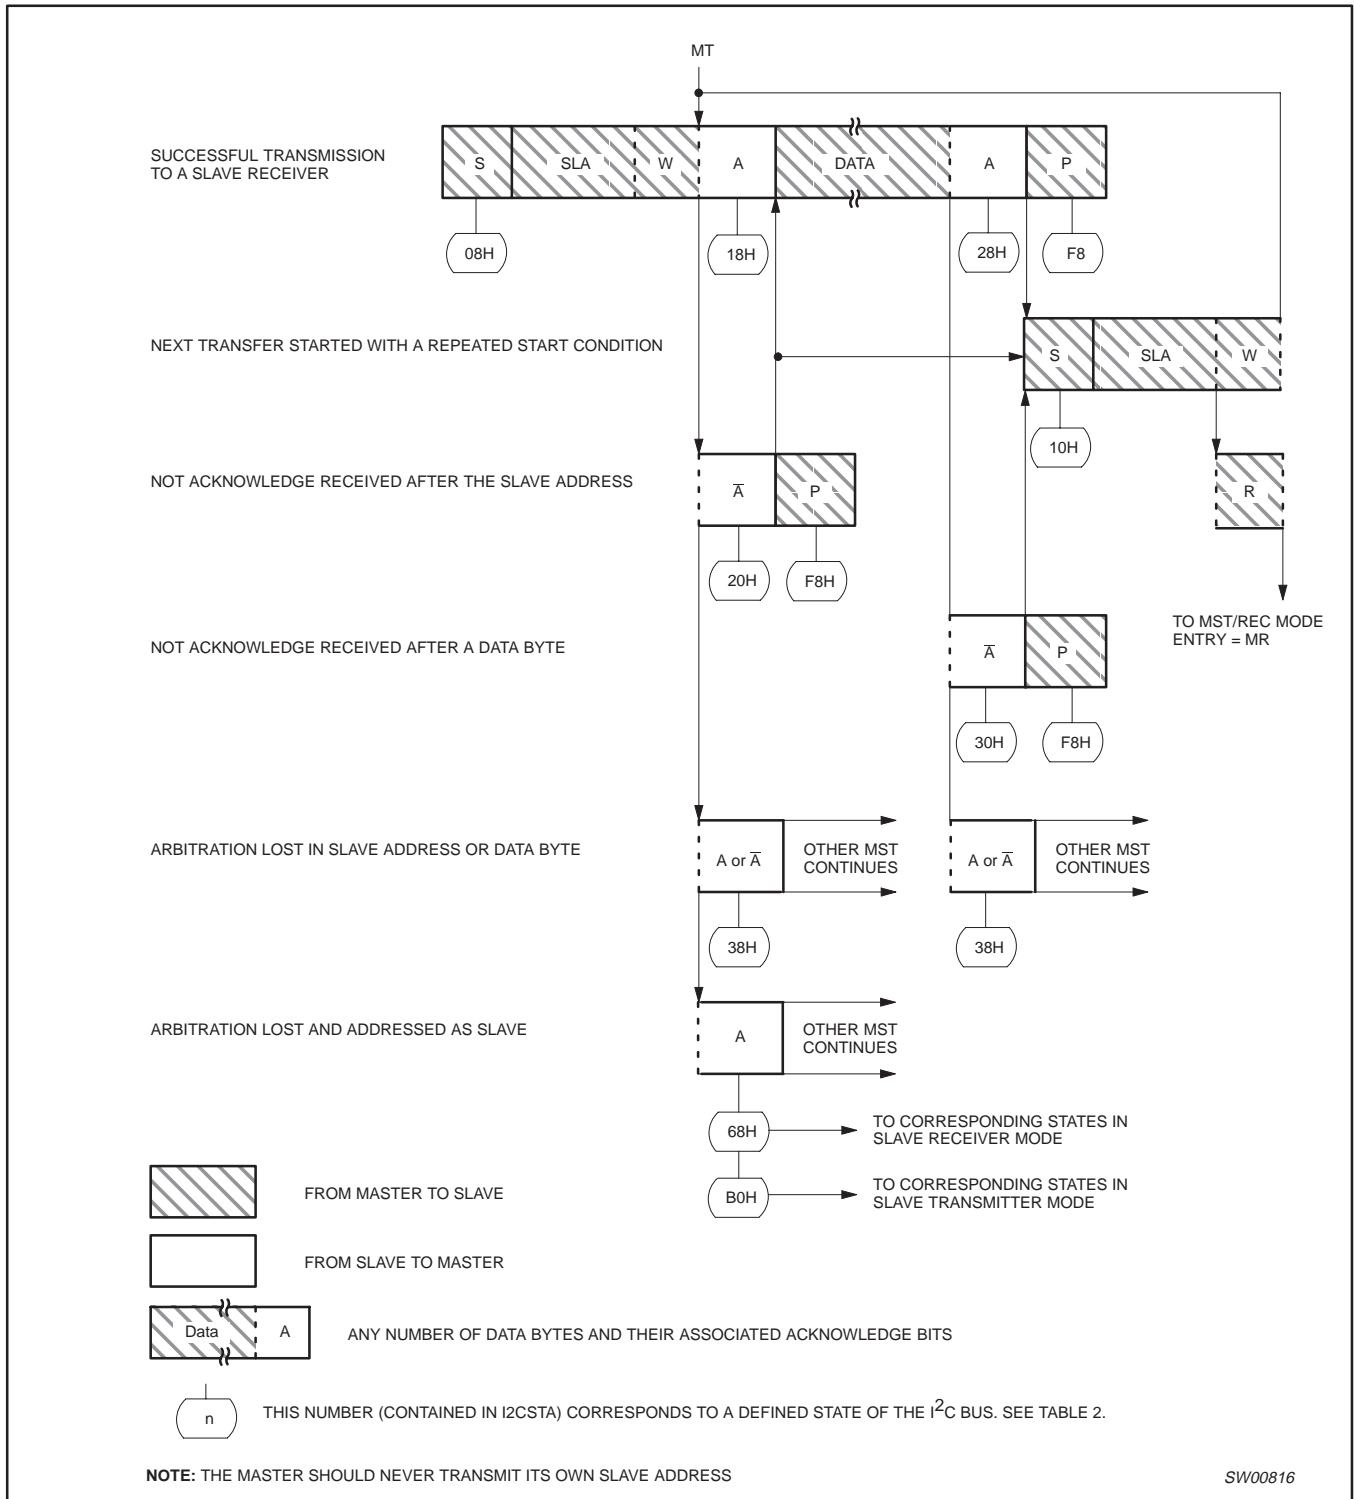 MT
SUCCESSFUL TRANSMISSION
TO A SLAVE RECEIVER
S SLA W A DATA A P
08H 18H 28H F8
NEXT TRANSFER STARTED WITH A REPEATED START CONDITION
S SLA W
10H
NOT ACKNOWLEDGE RECEIVED AFTER THE SLAVE ADDRESS
A̅ P R
20H F8H
TO MST/REC MODE
ENTRY = MR
NOT ACKNOWLEDGE RECEIVED AFTER A DATA BYTE
A̅ P
30H F8H
ARBITRATION LOST IN SLAVE ADDRESS OR DATA BYTE
A or A̅ OTHER MST
CONTINUES
A or A̅ OTHER MST
CONTINUES
38H 38H
ARBITRATION LOST AND ADDRESSED AS SLAVE
A OTHER MST
CONTINUES
68H TO CORRESPONDING STATES IN
SLAVE RECEIVER MODE
B0H TO CORRESPONDING STATES IN
SLAVE TRANSMITTER MODE
FROM MASTER TO SLAVE
FROM SLAVE TO MASTER
Data A ANY NUMBER OF DATA BYTES AND THEIR ASSOCIATED ACKNOWLEDGE BITS
n THIS NUMBER (CONTAINED IN I2CSTA) CORRESPONDS TO A DEFINED STATE OF THE I²C BUS. SEE TABLE 2.
NOTE: THE MASTER SHOULD NEVER TRANSMIT ITS OWN SLAVE ADDRESS
SW00816